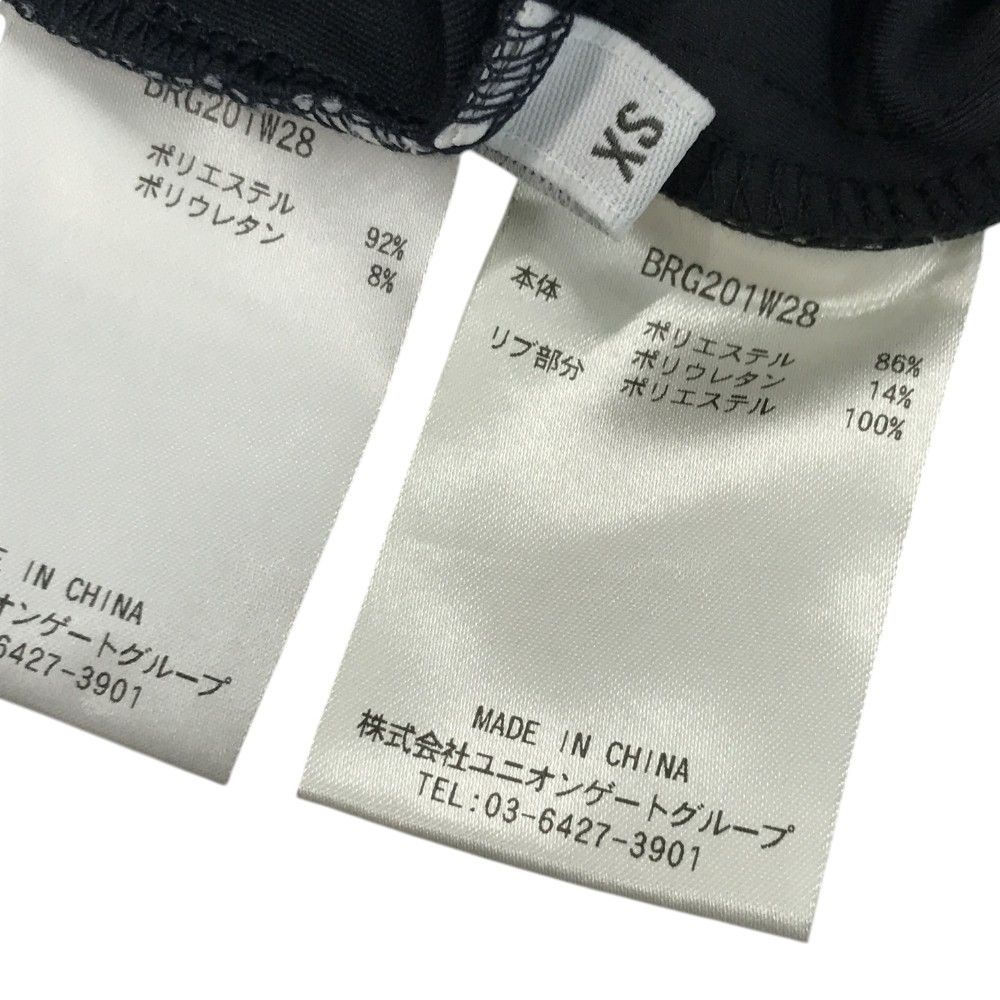 BRG201W28
ポリエステル 92%
ポリウレタン 8%
IN CHINA
オンゲートグループ
6427-3901
SX
BRG201W28
本体 ポリエステル 86%
ポリウレタン 14%
リブ部分 ポリエステル 100%
MADE IN CHINA
株式会社ユニオンゲートグループ
TEL:03-6427-3901